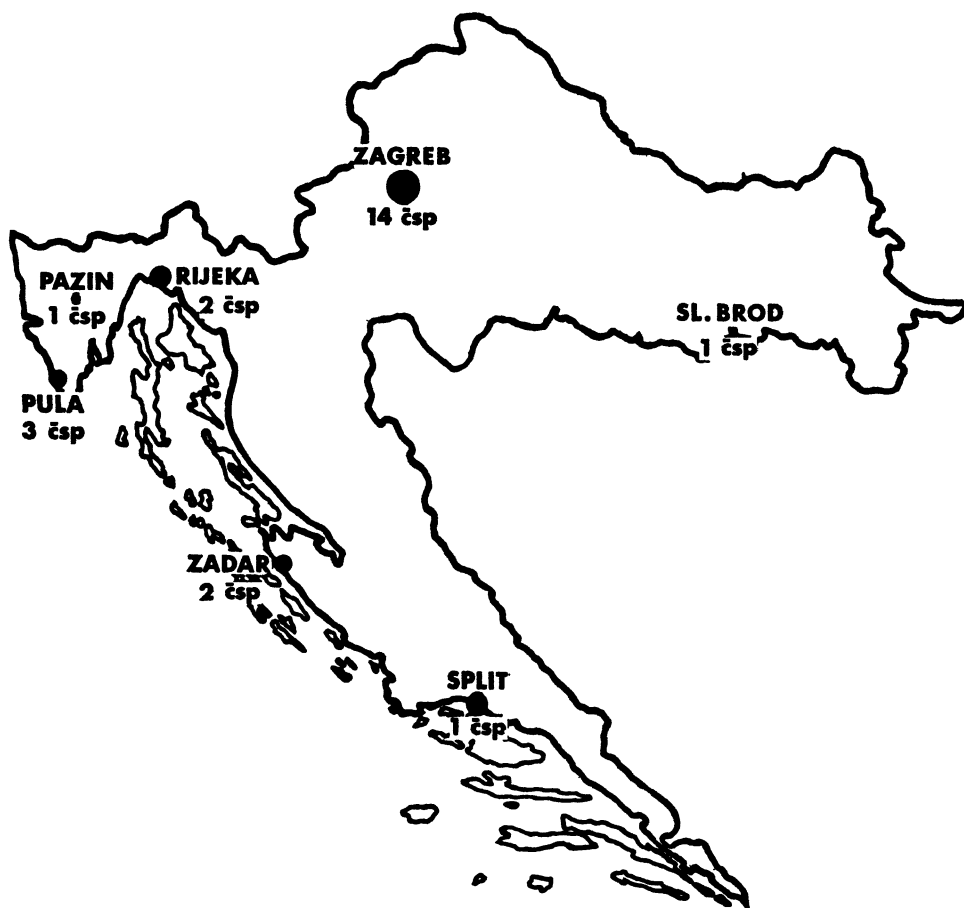 ZAGREB
14 čsp
PAZIN
1 čsp
RIJEKA
2 čsp
SL. BROD
1 čsp
PULA
3 čsp
ZADAR
2 čsp
SPLIT
1 čsp